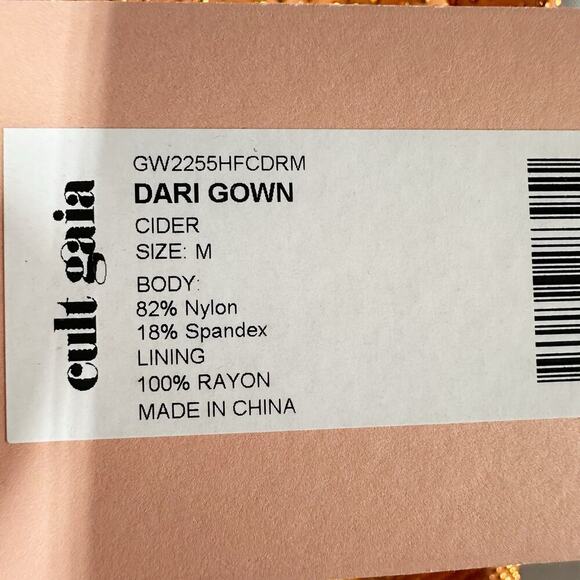 cult gaia
GW2255HFCDRM
DARI GOWN
CIDER
SIZE: M
BODY:
82% Nylon
18% Spandex
LINING
100% RAYON
MADE IN CHINA